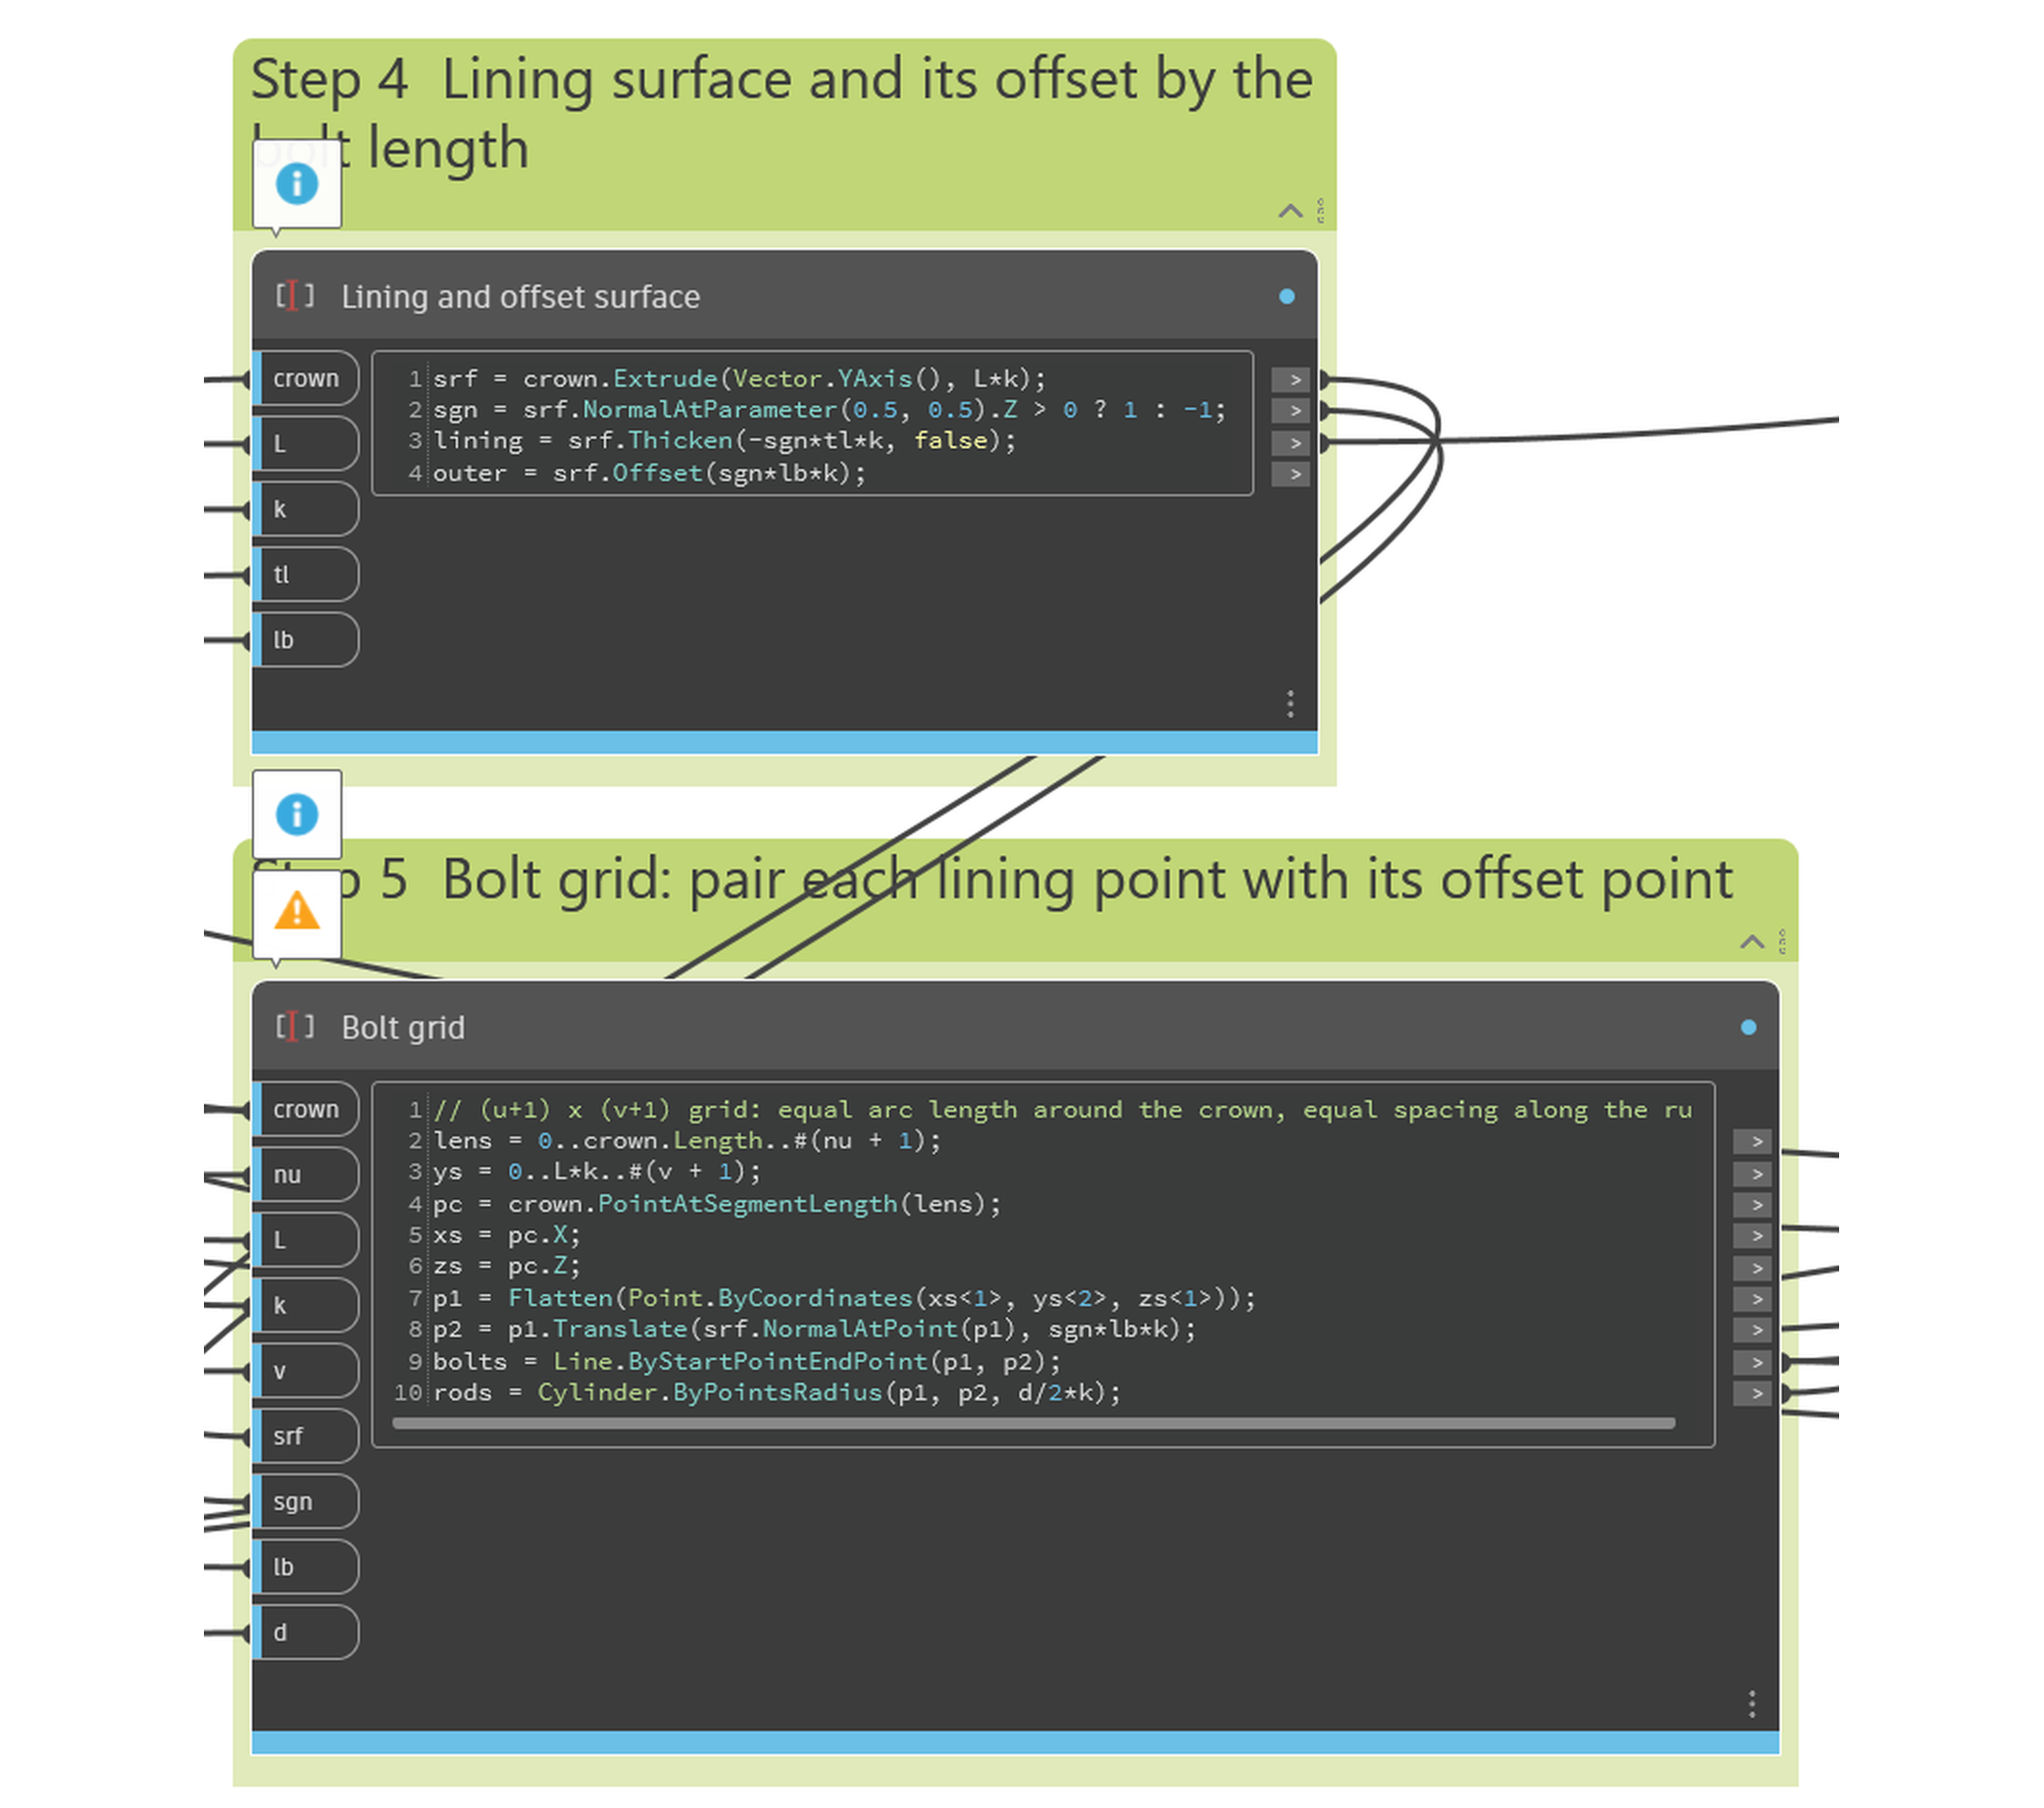 Step 4  Lining surface and its offset by the
bolt length
Lining and offset surface
crown
L
k
tl
lb
1 srf = crown.Extrude(Vector.YAxis(), L*k);
2 sgn = srf.NormalAtParameter(0.5, 0.5).Z > 0 ? 1 : -1;
3 lining = srf.Thicken(-sgn*tl*k, false);
4 outer = srf.Offset(sgn*lb*k);
>
>
>
>
Step 5  Bolt grid: pair each lining point with its offset point
Bolt grid
crown
nu
L
k
v
srf
sgn
lb
d
1 // (u+1) x (v+1) grid: equal arc length around the crown, equal spacing along the ru
2 lens = 0..crown.Length..#(nu + 1);
3 ys = 0..L*k..#(v + 1);
4 pc = crown.PointAtSegmentLength(lens);
5 xs = pc.X;
6 zs = pc.Z;
7 p1 = Flatten(Point.ByCoordinates(xs<1>, ys<2>, zs<1>));
8 p2 = p1.Translate(srf.NormalAtPoint(p1), sgn*lb*k);
9 bolts = Line.ByStartPointEndPoint(p1, p2);
10 rods = Cylinder.ByPointsRadius(p1, p2, d/2*k);
>
>
>
>
>
>
>
>
>